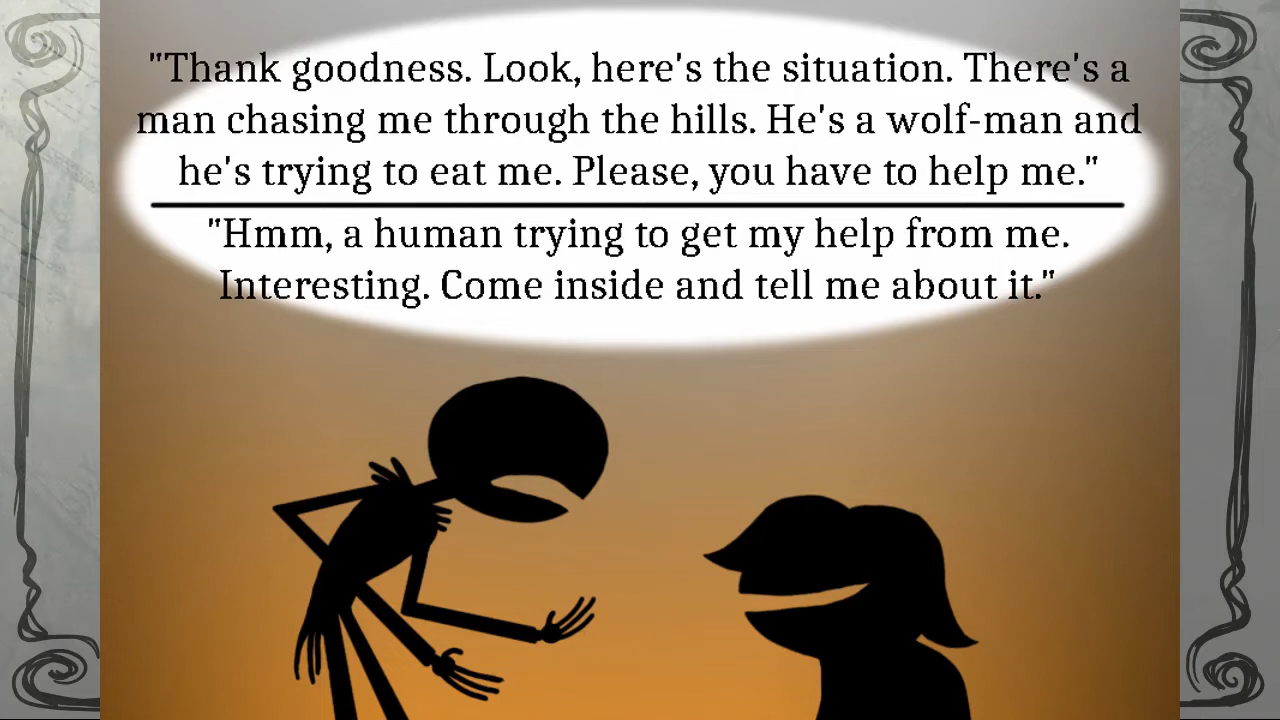 "Thank goodness. Look, here's the situation. There's a
man chasing me through the hills. He's a wolf-man and
he's trying to eat me. Please, you have to help me."
"Hmm, a human trying to get my help from me.
Interesting. Come inside and tell me about it."